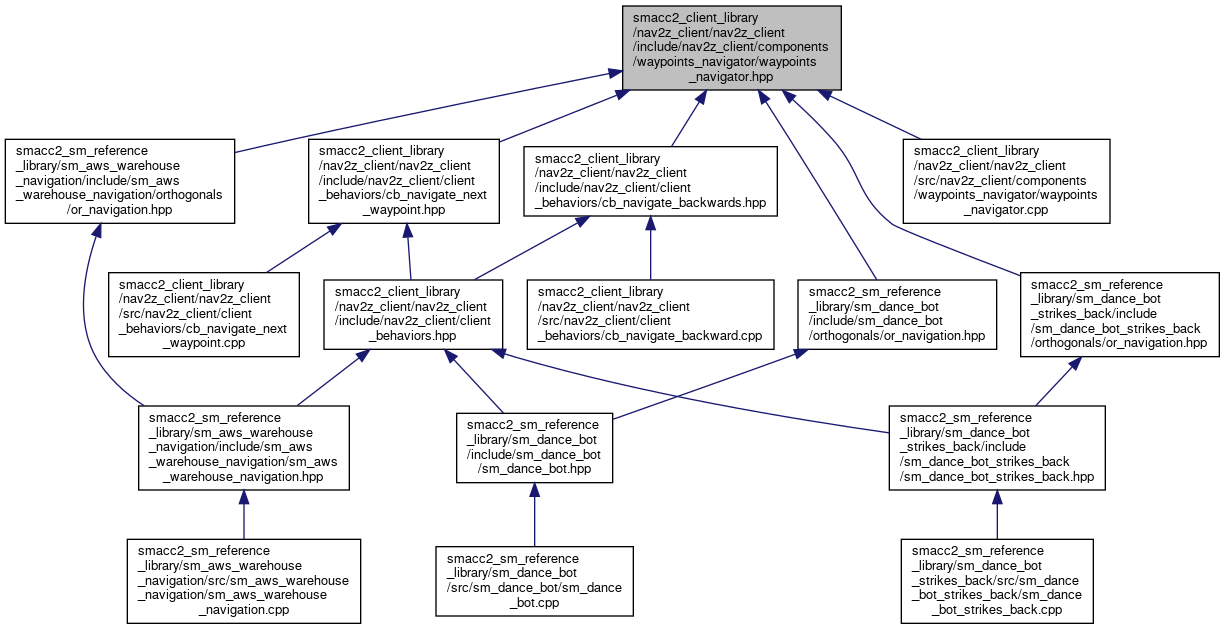 smacc2_client_library
/nav2z_client/nav2z_client
/include/nav2z_client/components
/waypoints_navigator/waypoints
_navigator.hpp
smacc2_sm_reference
_library/sm_aws_warehouse
_navigation/include/sm_aws
_warehouse_navigation/orthogonals
/or_navigation.hpp
smacc2_client_library
/nav2z_client/nav2z_client
/include/nav2z_client/client
_behaviors/cb_navigate_next
_waypoint.hpp
smacc2_client_library
/nav2z_client/nav2z_client
/include/nav2z_client/client
_behaviors/cb_navigate_backwards.hpp
smacc2_client_library
/nav2z_client/nav2z_client
/src/nav2z_client/components
/waypoints_navigator/waypoints
_navigator.cpp
smacc2_client_library
/nav2z_client/nav2z_client
/src/nav2z_client/client
_behaviors/cb_navigate_next
_waypoint.cpp
smacc2_client_library
/nav2z_client/nav2z_client
/include/nav2z_client/client
_behaviors.hpp
smacc2_client_library
/nav2z_client/nav2z_client
/src/nav2z_client/client
_behaviors/cb_navigate_backward.cpp
smacc2_sm_reference
_library/sm_dance_bot
/include/sm_dance_bot
/orthogonals/or_navigation.hpp
smacc2_sm_reference
_library/sm_dance_bot
_strikes_back/include
/sm_dance_bot_strikes_back
/orthogonals/or_navigation.hpp
smacc2_sm_reference
_library/sm_aws_warehouse
_navigation/include/sm_aws
_warehouse_navigation/sm_aws
_warehouse_navigation.hpp
smacc2_sm_reference
_library/sm_dance_bot
/include/sm_dance_bot
/sm_dance_bot.hpp
smacc2_sm_reference
_library/sm_dance_bot
_strikes_back/include
/sm_dance_bot_strikes_back
/sm_dance_bot_strikes_back.hpp
smacc2_sm_reference
_library/sm_aws_warehouse
_navigation/src/sm_aws_warehouse
_navigation/sm_aws_warehouse
_navigation.cpp
smacc2_sm_reference
_library/sm_dance_bot
/src/sm_dance_bot/sm_dance
_bot.cpp
smacc2_sm_reference
_library/sm_dance_bot
_strikes_back/src/sm_dance
_bot_strikes_back/sm_dance
_bot_strikes_back.cpp